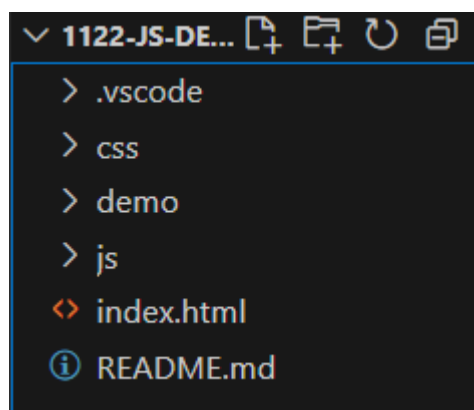 1122-JS-DE...
.vscode
css
demo
js
index.html
README.md